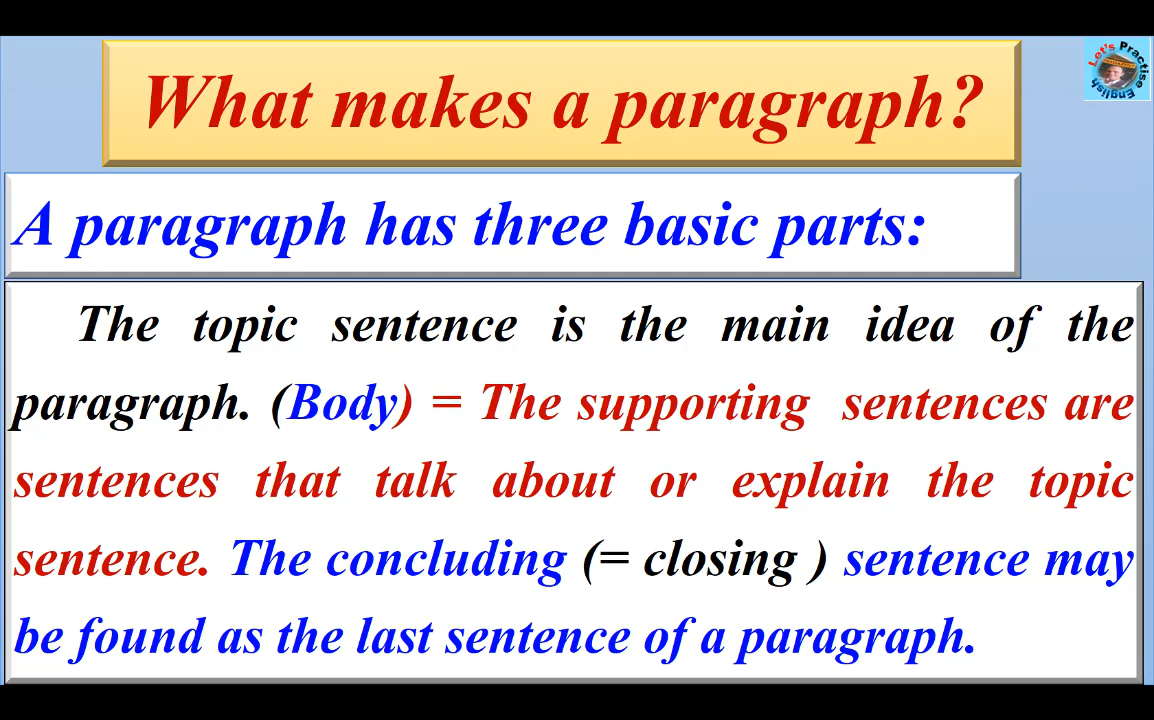 What makes a paragraph?
Let's Practise English
A paragraph has three basic parts:
The topic sentence is the main idea of the
paragraph. (Body) = The supporting sentences are
sentences that talk about or explain the topic
sentence. The concluding (= closing ) sentence may
be found as the last sentence of a paragraph.